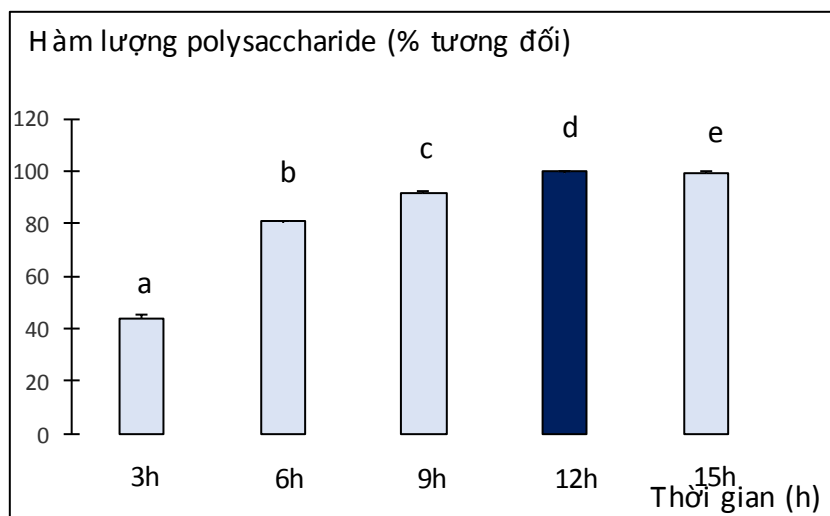 Hàm lượng polysaccharide (% tương đối)
120
100
80
60
40
20
0
a
b
c
d
e
3h
6h
9h
12h
15h
Thời gian (h)